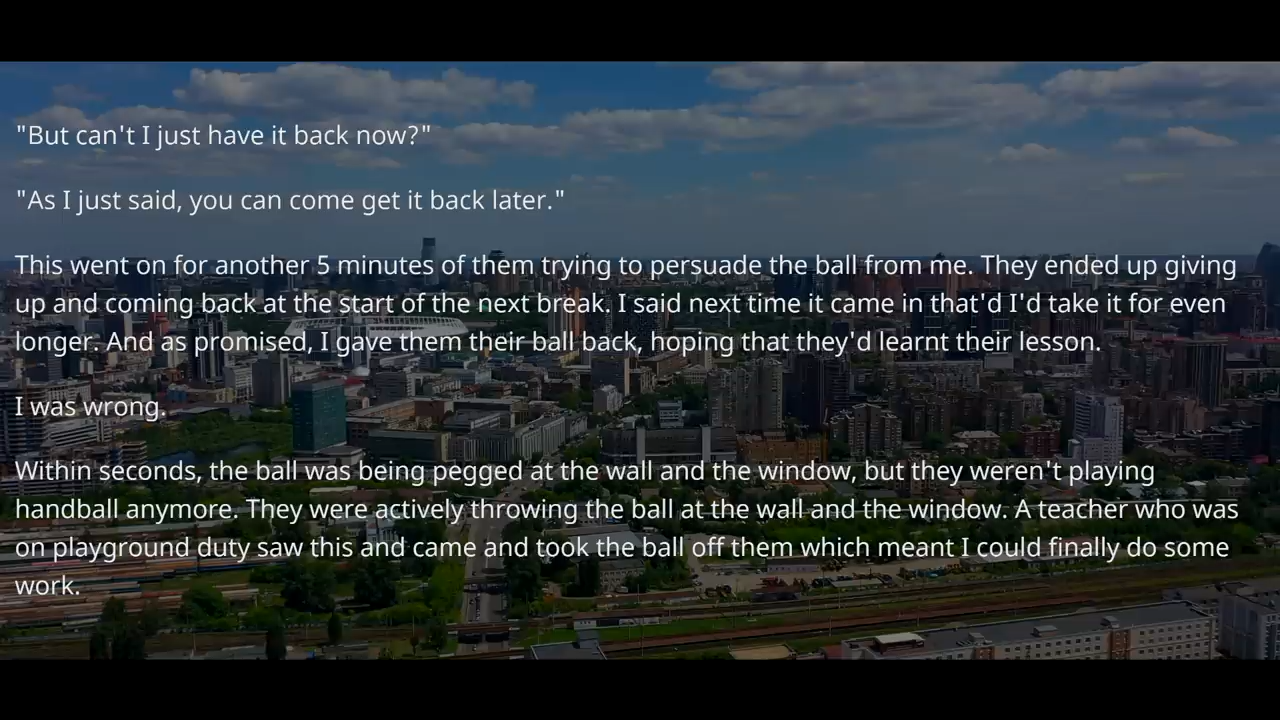 "But can't I just have it back now?"
"As I just said, you can come get it back later."
This went on for another 5 minutes of them trying to persuade the ball from me. They ended up giving
up and coming back at the start of the next break. I said next time it came in that'd I'd take it for even
longer. And as promised, I gave them their ball back, hoping that they'd learnt their lesson.
I was wrong.
Within seconds, the ball was being pegged at the wall and the window, but they weren't playing
handball anymore. They were actively throwing the ball at the wall and the window. A teacher who was
on playground duty saw this and came and took the ball off them which meant I could finally do some
work.